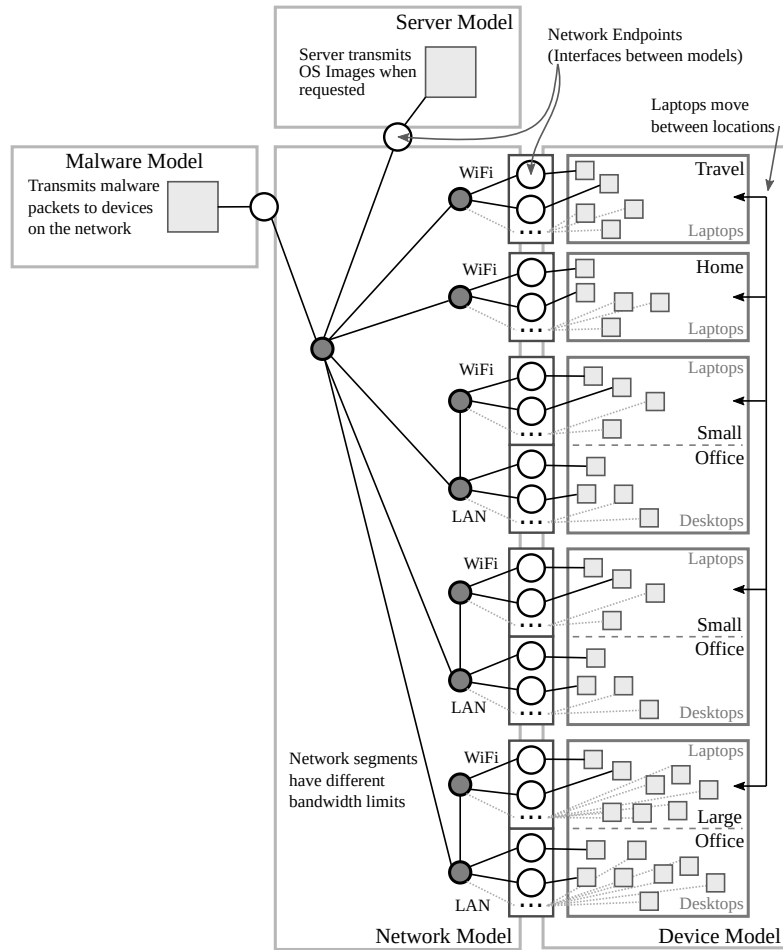 Server Model
Server transmits
OS Images when
requested
Network Endpoints
(Interfaces between models)
Laptops move
between locations
Malware Model
Transmits malware
packets to devices
on the network
WiFi
...
Travel
Laptops
WiFi
...
Home
Laptops
WiFi
...
Laptops
Small
Office
LAN
...
Desktops
WiFi
...
Laptops
Small
Office
LAN
...
Desktops
Network segments
have different
bandwidth limits
WiFi
...
Laptops
Large
Office
LAN
...
Desktops
Network Model
Device Model